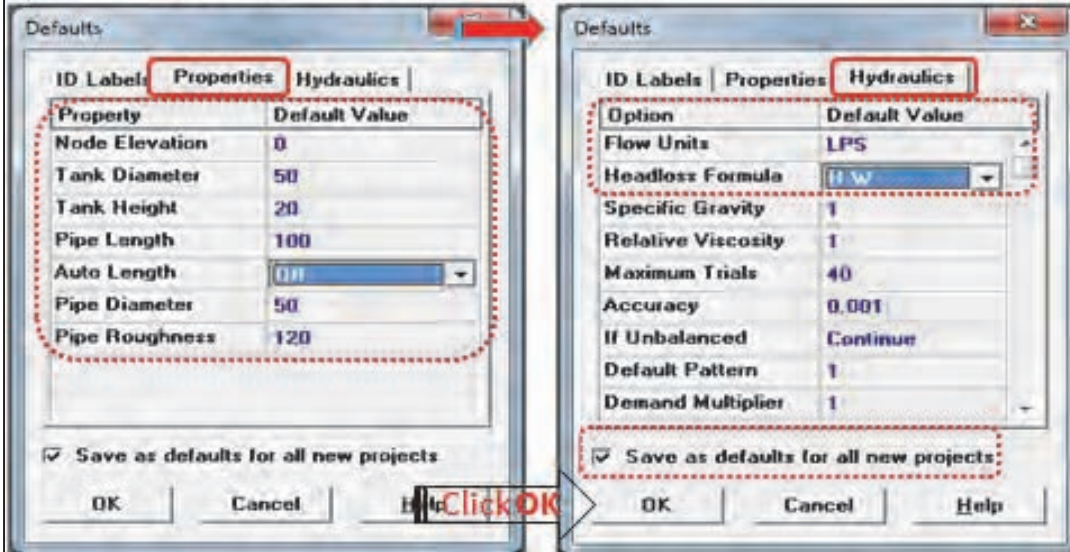 Defaults
ID Labels Properties Hydraulics
Property Default Value
Node Elevation 0
Tank Diameter 50
Tank Height 20
Pipe Length 100
Auto Length
Pipe Diameter 50
Pipe Roughness 120
Save as defaults for all new projects
OK Cancel Help
Click OK
Defaults
ID Labels Properties Hydraulics
Option Default Value
Flow Units LPS
Headloss Formula H-W
Specific Gravity 1
Relative Viscosity 1
Maximum Trials 40
Accuracy 0.001
If Unbalanced Continue
Default Pattern 1
Demand Multiplier 1
Save as defaults for all new projects
OK Cancel Help